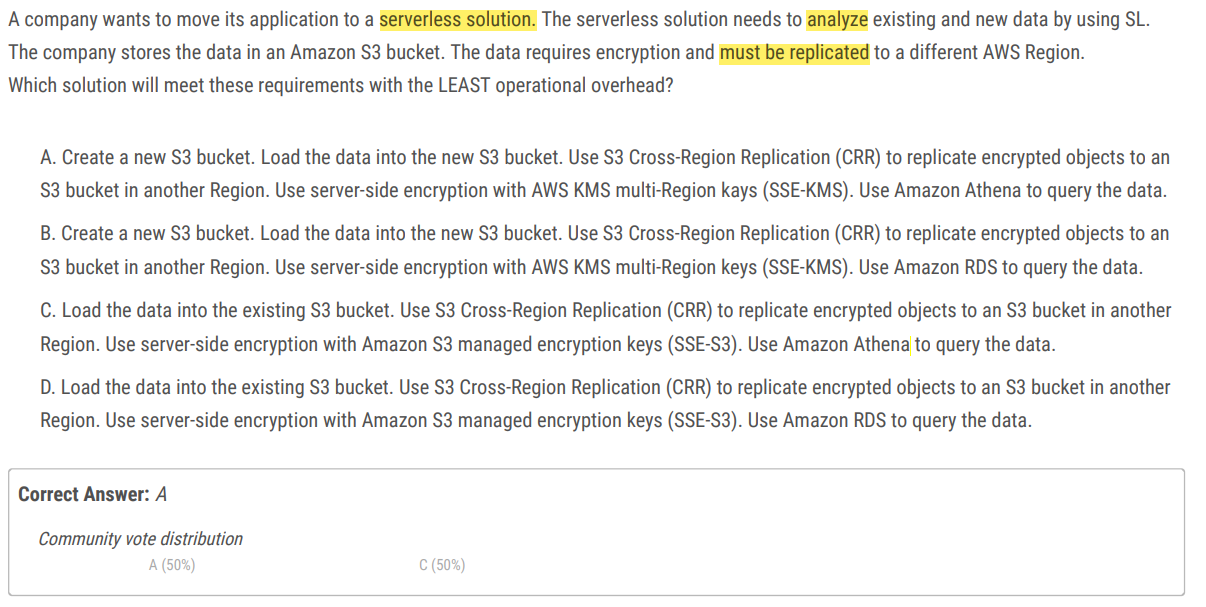 A company wants to move its application to a serverless solution. The serverless solution needs to analyze existing and new data by using SL.
The company stores the data in an Amazon S3 bucket. The data requires encryption and must be replicated to a different AWS Region.
Which solution will meet these requirements with the LEAST operational overhead?
A. Create a new S3 bucket. Load the data into the new S3 bucket. Use S3 Cross-Region Replication (CRR) to replicate encrypted objects to an
S3 bucket in another Region. Use server-side encryption with AWS KMS multi-Region kays (SSE-KMS). Use Amazon Athena to query the data.
B. Create a new S3 bucket. Load the data into the new S3 bucket. Use S3 Cross-Region Replication (CRR) to replicate encrypted objects to an
S3 bucket in another Region. Use server-side encryption with AWS KMS multi-Region keys (SSE-KMS). Use Amazon RDS to query the data.
C. Load the data into the existing S3 bucket. Use S3 Cross-Region Replication (CRR) to replicate encrypted objects to an S3 bucket in another
Region. Use server-side encryption with Amazon S3 managed encryption keys (SSE-S3). Use Amazon Athena to query the data.
D. Load the data into the existing S3 bucket. Use S3 Cross-Region Replication (CRR) to replicate encrypted objects to an S3 bucket in another
Region. Use server-side encryption with Amazon S3 managed encryption keys (SSE-S3). Use Amazon RDS to query the data.
Correct Answer: A
Community vote distribution
A (50%) C (50%)